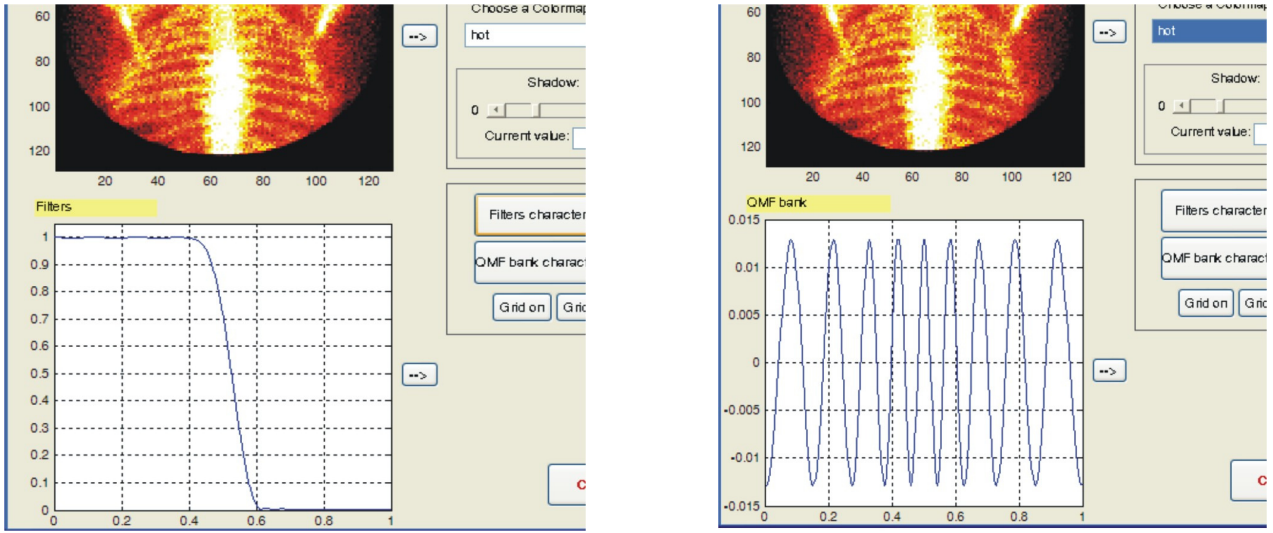 60
80
100
120
20 40 60 80 100 120
Choose a Colormap
hot
-->
Shadow:
0
Current value:
Filters
1
0.9
0.8
0.7
0.6
0.5
0.4
0.3
0.2
0.1
0
0 0.2 0.4 0.6 0.8 1
Filters character
QMF bank charact
Grid on Gric
-->
C
60
80
100
120
20 40 60 80 100 120
Choose a Colormap
hot
-->
Shadow:
0
Current value:
QMF bank
0.015
0.01
0.005
0
-0.005
-0.01
-0.015
0 0.2 0.4 0.6 0.8 1
Filters character
QMF bank charact
Grid on Gric
-->
C